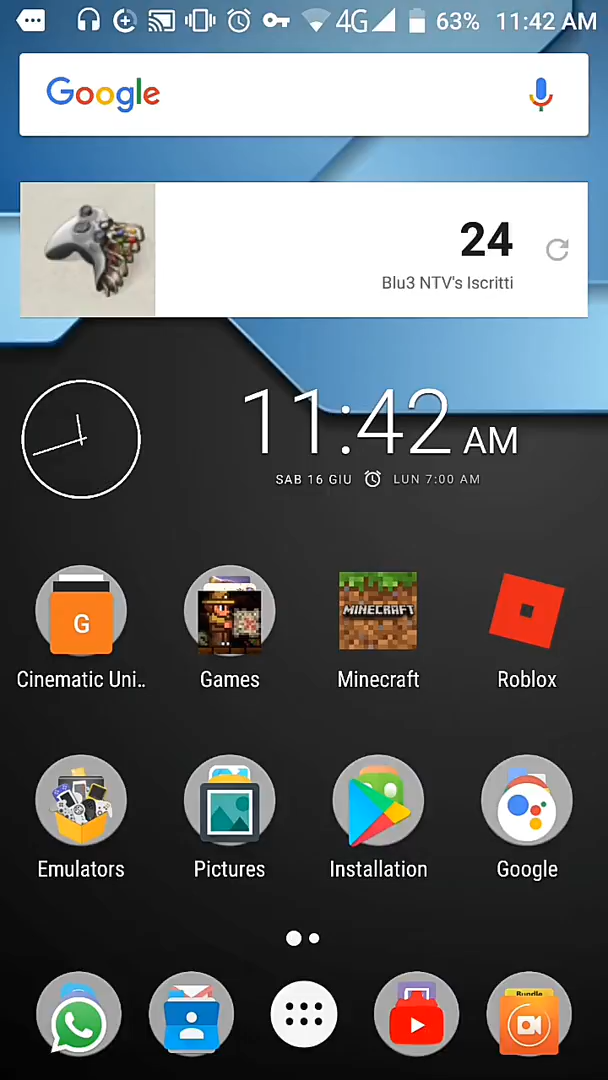 4G 63% 11:42 AM
Google
24
Blu3 NTV's Iscritti
11:42 AM
SAB 16 GIU LUN 7:00 AM
G
MINECRAFT
Cinematic Uni.. Games Minecraft Roblox
Emulators Pictures Installation Google
Bundle